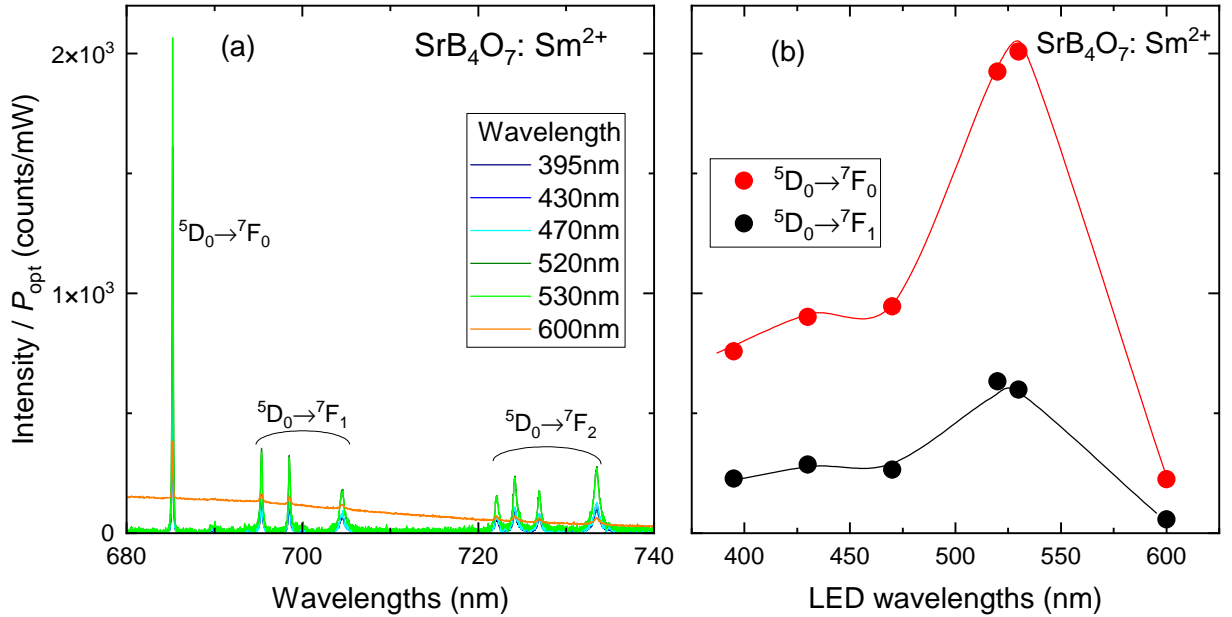 (a)
SrB₄O₇: Sm²⁺
Intensity / P_opt (counts/mW)
2×10³
1×10³
0
Wavelength
395nm
430nm
470nm
520nm
530nm
600nm
⁵D₀→⁷F₀
⁵D₀→⁷F₁
⁵D₀→⁷F₂
680 700 720 740
Wavelengths (nm)
(b)
SrB₄O₇: Sm²⁺
⁵D₀→⁷F₀
⁵D₀→⁷F₁
400 450 500 550 600
LED wavelengths (nm)